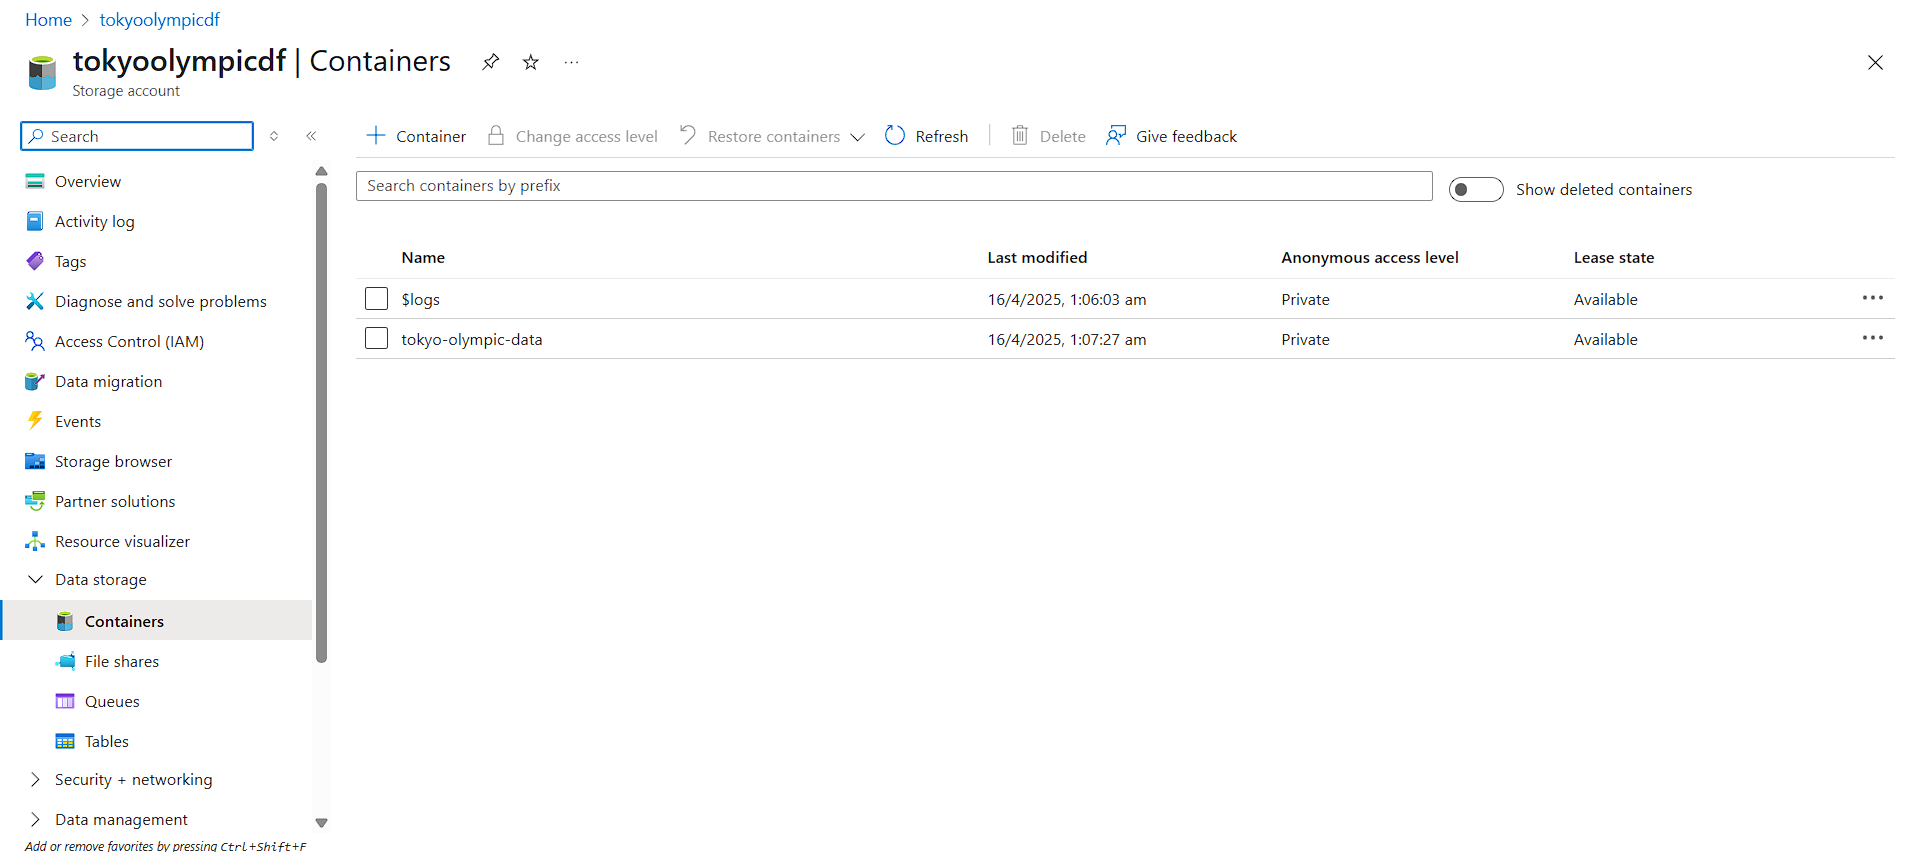 Home > tokyoolympicdf
tokyoolympicdf | Containers
Storage account
Search
Overview
Activity log
Tags
Diagnose and solve problems
Access Control (IAM)
Data migration
Events
Storage browser
Partner solutions
Resource visualizer
Data storage
Containers
File shares
Queues
Tables
Security + networking
Data management
Add or remove favorites by pressing Ctrl+Shift+F
Container Change access level Restore containers Refresh Delete Give feedback
Search containers by prefix
Show deleted containers
Name Last modified Anonymous access level Lease state
$logs 16/4/2025, 1:06:03 am Private Available
tokyo-olympic-data 16/4/2025, 1:07:27 am Private Available